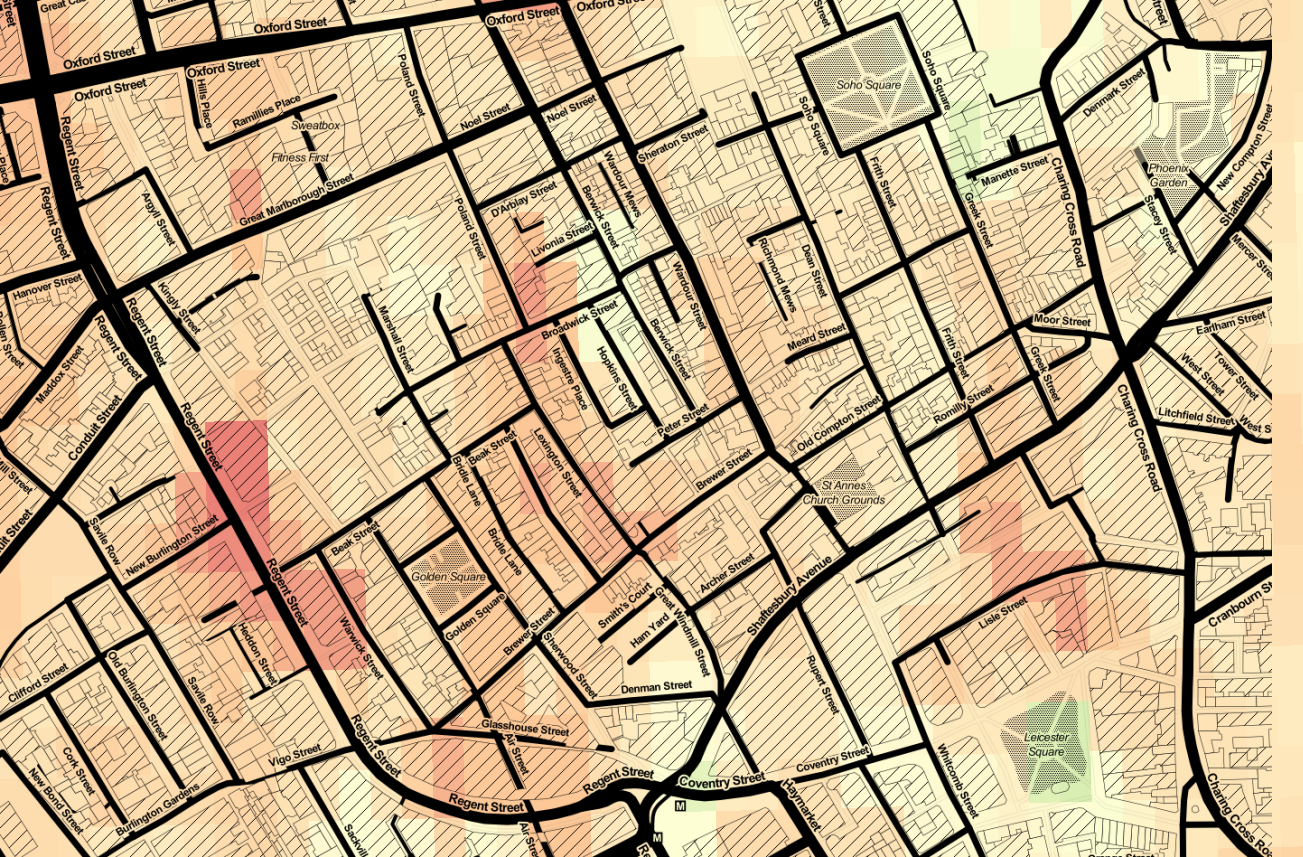 Oxford Street
Oxford Street
Oxford Street
Oxford Street
Oxford Street
Oxford Street
Soho Square
Soho Square
Soho Square
Denmark Street
Hills Place
Ramillies Place
Sweatbox
Fitness First
Poland Street
Noel Street
Noel Street
Sheraton Street
Wardour Mews
Berwick Street
D'Arblay Street
Livonia Street
Great Marlborough Street
Argyll Street
Regent Street
Regent Street
Place
Frith Street
Greek Street
Manette Street
Charing Cross Road
Phoenix
Garden
New Compton Street
Stacey Street
Mercer Street
Hanover Street
Kingly Street
Regent Street
Regent Street
Maddox Street
Conduit Street
Poland Street
Marshall Street
Broadwick Street
Wardour Street
Berwick Street
Hopkins Street
Ingestre Place
Richmond Mews
Dean Street
Meard Street
Moor Street
Earlham Street
Tower Street
West Street
Litchfield Street
Frith Street
Greek Street
Romilly Street
Old Compton Street
Peter Street
Brewer Street
Beak Street
Lexington Street
Bridle Lane
Bridle Lane
Regent Street
Charing Cross Road
St Annes
Church Grounds
Savile Row
New Burlington Street
Beak Street
Golden Square
Golden Square
Brewer Street
Smith's Court
Ham Yard
Archer Street
Great Windmill Street
Shaftesbury Avenue
Lisle Street
Cranbourn
Regent Street
Warwick Street
Heddon Street
Clifford Street
Old Burlington Street
Savile Row
Cork Street
New Bond Street
Burlington Gardens
Vigo Street
Regent Street
Sherwood Street
Denman Street
Rupert Street
Glasshouse Street
Air Street
Regent Street
Regent Street
Coventry Street
Coventry Street
Haymarket
Whitcomb Street
Leicester
Square
Charing Cross
M
M